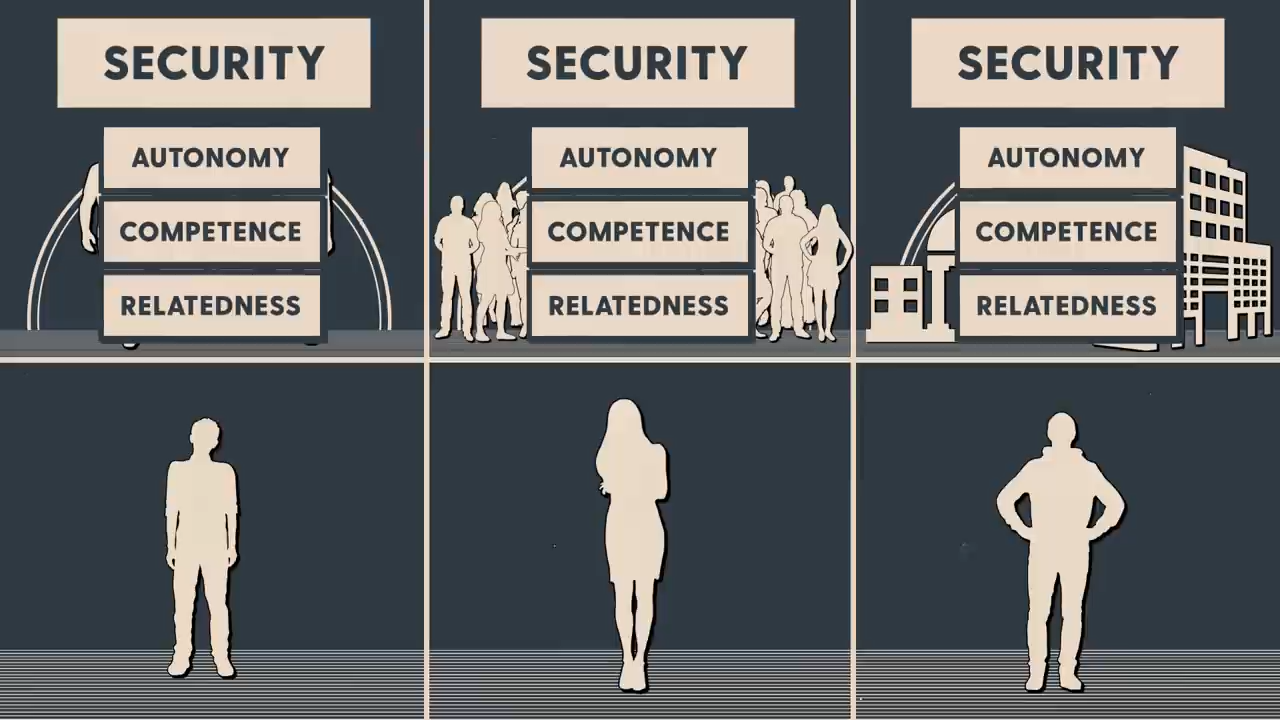 SECURITY
AUTONOMY
COMPETENCE
RELATEDNESS
SECURITY
AUTONOMY
COMPETENCE
RELATEDNESS
SECURITY
AUTONOMY
COMPETENCE
RELATEDNESS